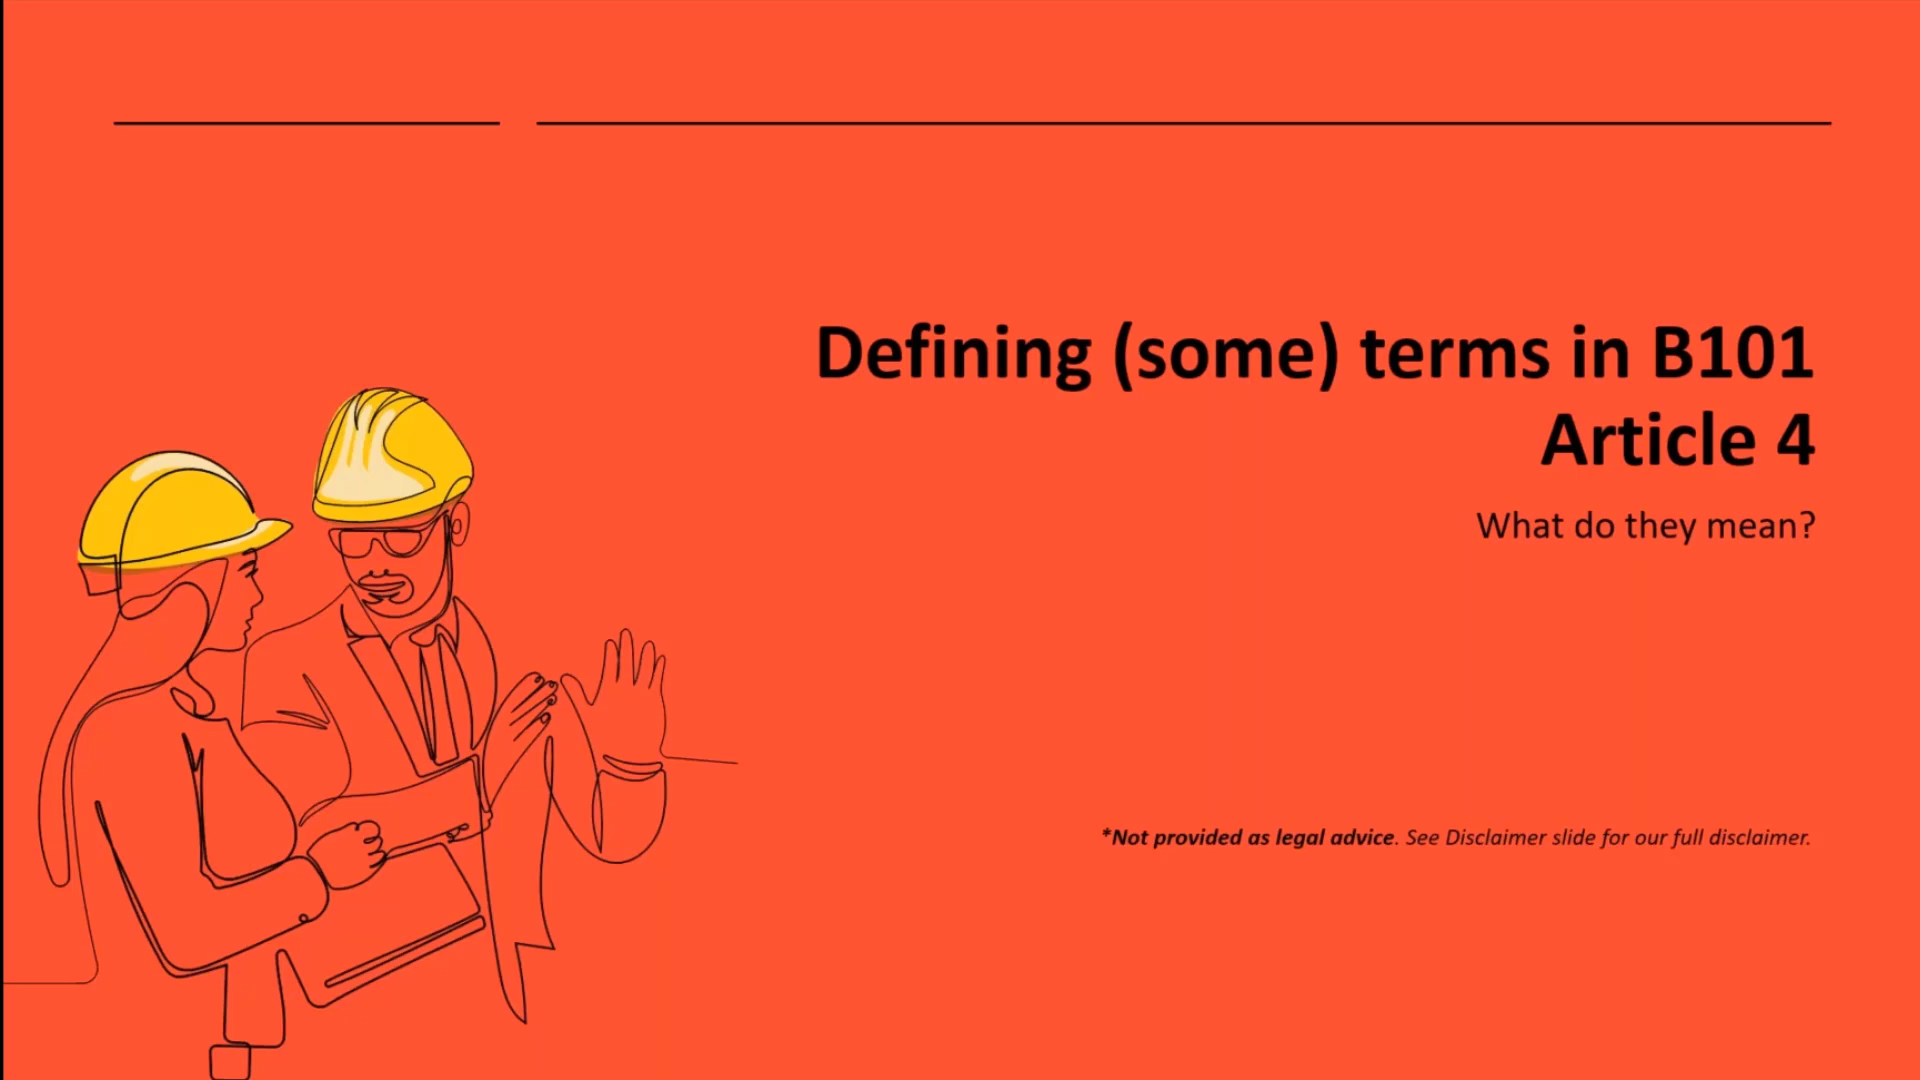 Defining (some) terms in B101
Article 4
What do they mean?
*Not provided as legal advice. See Disclaimer slide for our full disclaimer.